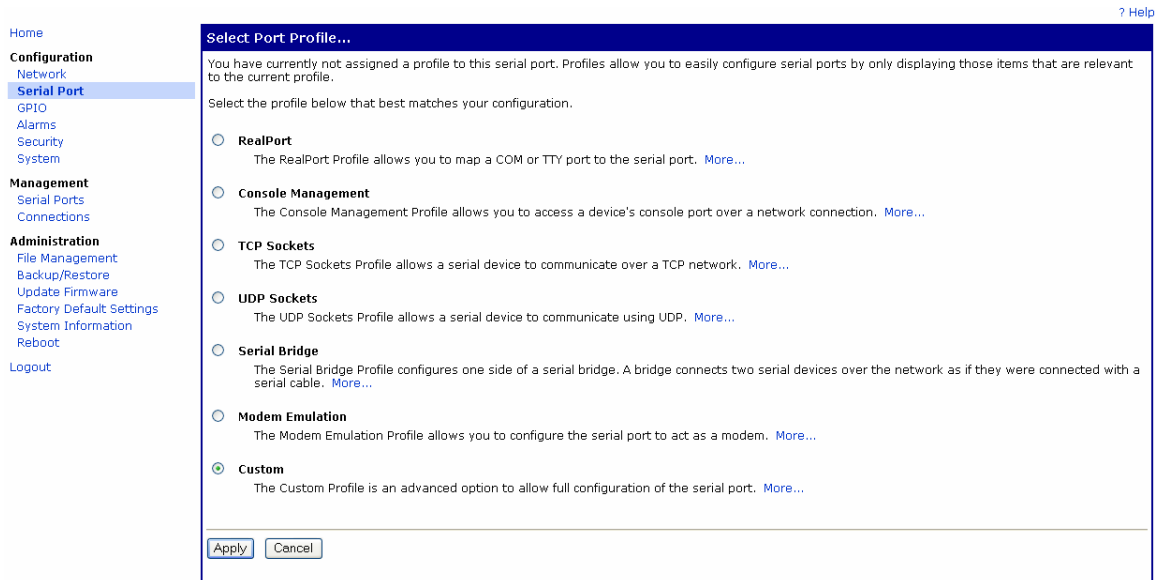 ? Help
Home
Configuration
Network
Serial Port
GPIO
Alarms
Security
System
Management
Serial Ports
Connections
Administration
File Management
Backup/Restore
Update Firmware
Factory Default Settings
System Information
Reboot
Logout
Select Port Profile...
You have currently not assigned a profile to this serial port. Profiles allow you to easily configure serial ports by only displaying those items that are relevant
to the current profile.
Select the profile below that best matches your configuration.
RealPort
The RealPort Profile allows you to map a COM or TTY port to the serial port. More...
Console Management
The Console Management Profile allows you to access a device's console port over a network connection. More...
TCP Sockets
The TCP Sockets Profile allows a serial device to communicate over a TCP network. More...
UDP Sockets
The UDP Sockets Profile allows a serial device to communicate using UDP. More...
Serial Bridge
The Serial Bridge Profile configures one side of a serial bridge. A bridge connects two serial devices over the network as if they were connected with a
serial cable. More...
Modem Emulation
The Modem Emulation Profile allows you to configure the serial port to act as a modem. More...
Custom
The Custom Profile is an advanced option to allow full configuration of the serial port. More...
Apply Cancel